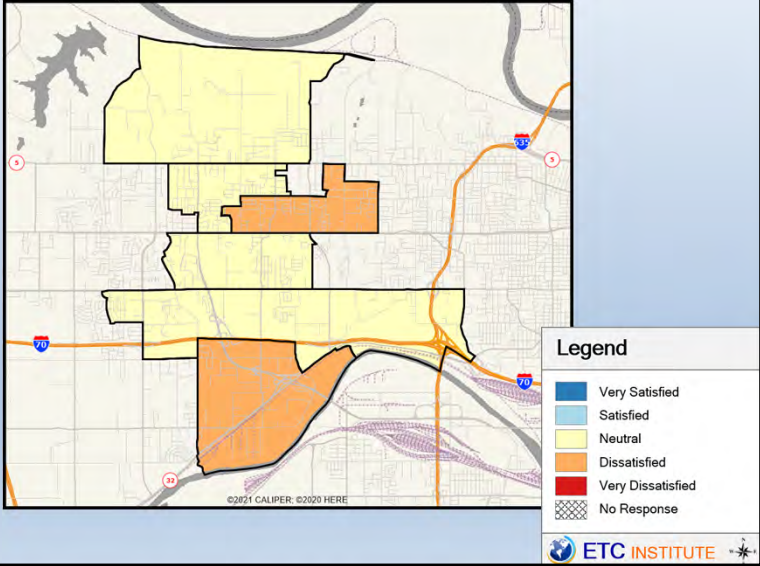 635
5
5
70
70
32
©2021 CALIPER; ©2020 HERE
Legend
Very Satisfied
Satisfied
Neutral
Dissatisfied
Very Dissatisfied
No Response
ETC INSTITUTE